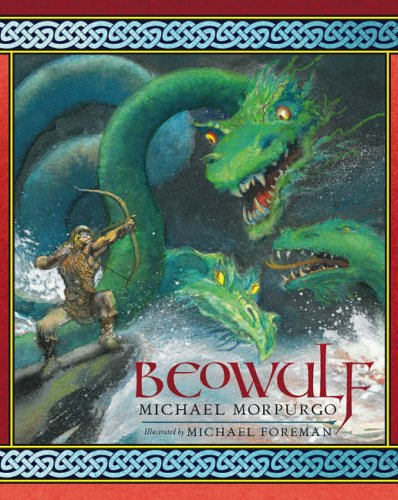 BEOWULF
MICHAEL MORPURGO
Illustrated by MICHAEL FOREMAN